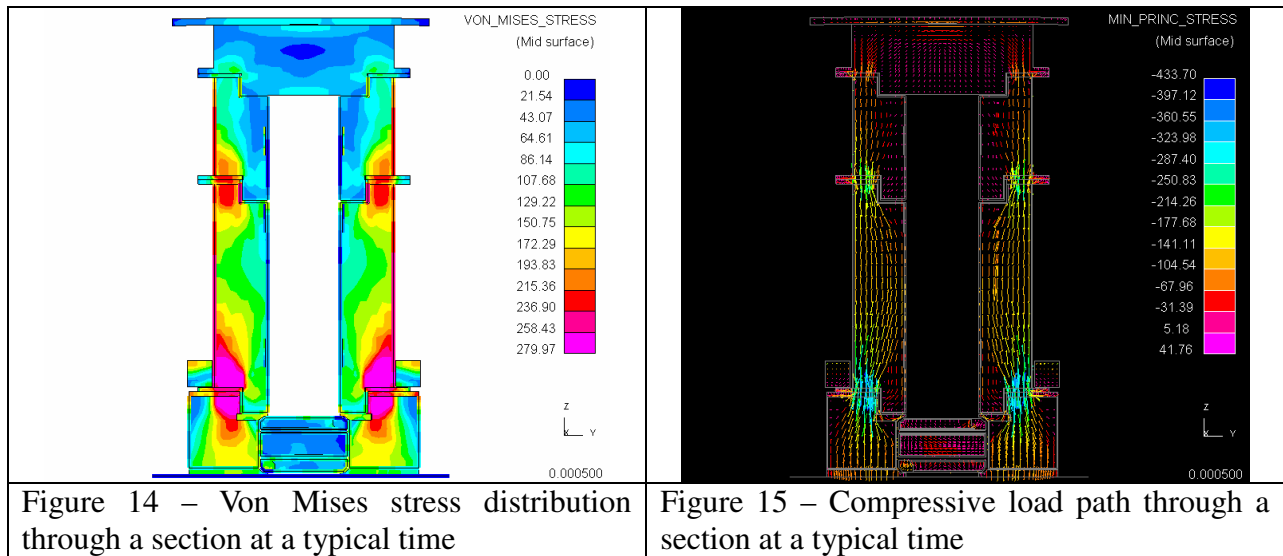 VON_MISES_STRESS
(Mid surface)
0.00
21.54
43.07
64.61
86.14
107.68
129.22
150.75
172.29
193.83
215.36
236.90
258.43
279.97
Z
X Y
0.000500
MIN_PRINC_STRESS
(Mid surface)
-433.70
-397.12
-360.55
-323.98
-287.40
-250.83
-214.26
-177.68
-141.11
-104.54
-67.96
-31.39
5.18
41.76
Z
X Y
0.000500
Figure 14 – Von Mises stress distribution
through a section at a typical time
Figure 15 – Compressive load path through a
section at a typical time